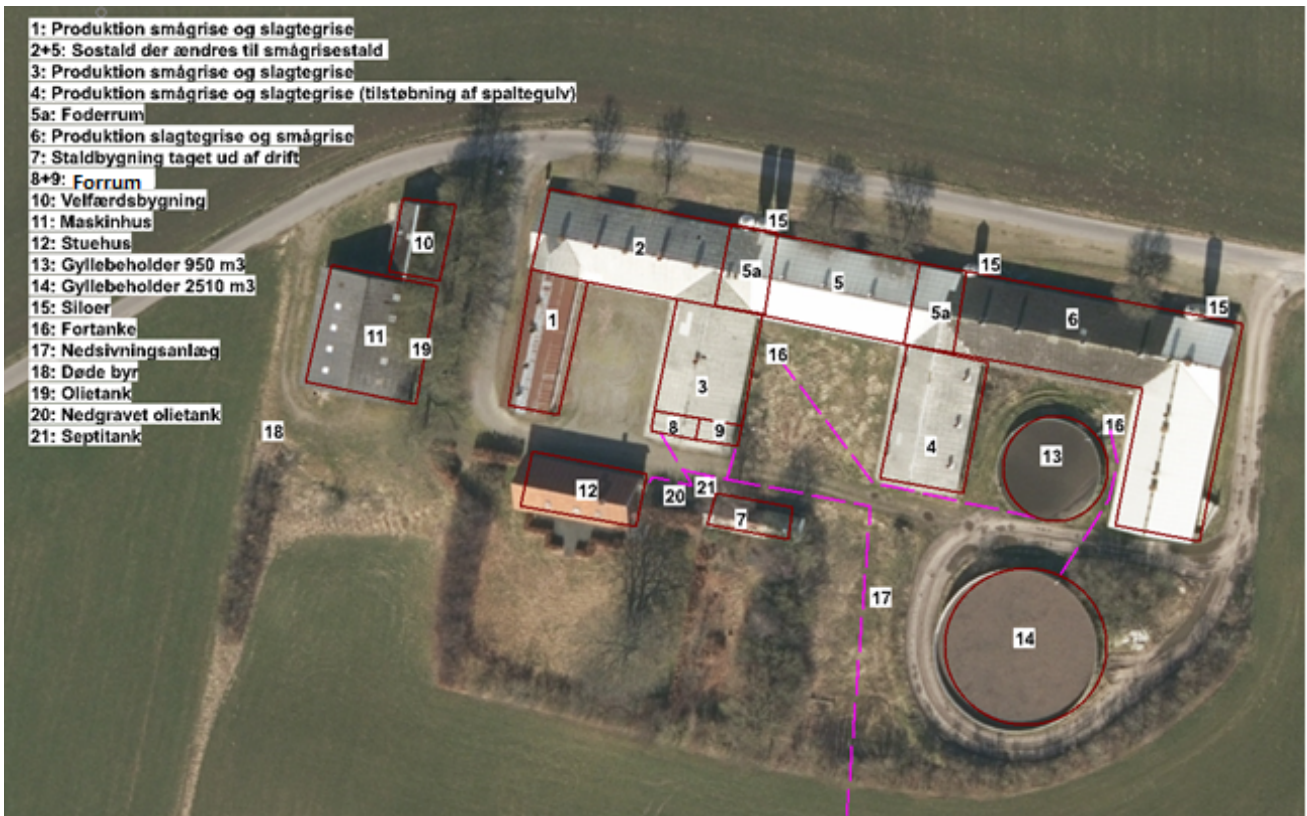 1: Produktion smågrise og slagtegrise
2+5: Sostald der ændres til smågrisestald
3: Produktion smågrise og slagtegrise
4: Produktion smågrise og slagtegrise (tilstøbning af spaltegulv)
5a: Foderrum
6: Produktion slagtegrise og smågrise
7: Staldbygning taget ud af drift
8+9: Forrum
10: Velfærdsbygning
11: Maskinhus
12: Stuehus
13: Gyllebeholder 950 m3
14: Gyllebeholder 2510 m3
15: Siloer
16: Fortanke
17: Nedsivningsanlæg
18: Døde byr
19: Olietank
20: Nedgravet olietank
21: Septitank
15
10
2
5a
5
15
5a
15
6
1
11
19
16
3
8
9
4
16
13
18
12
20
21
7
17
14